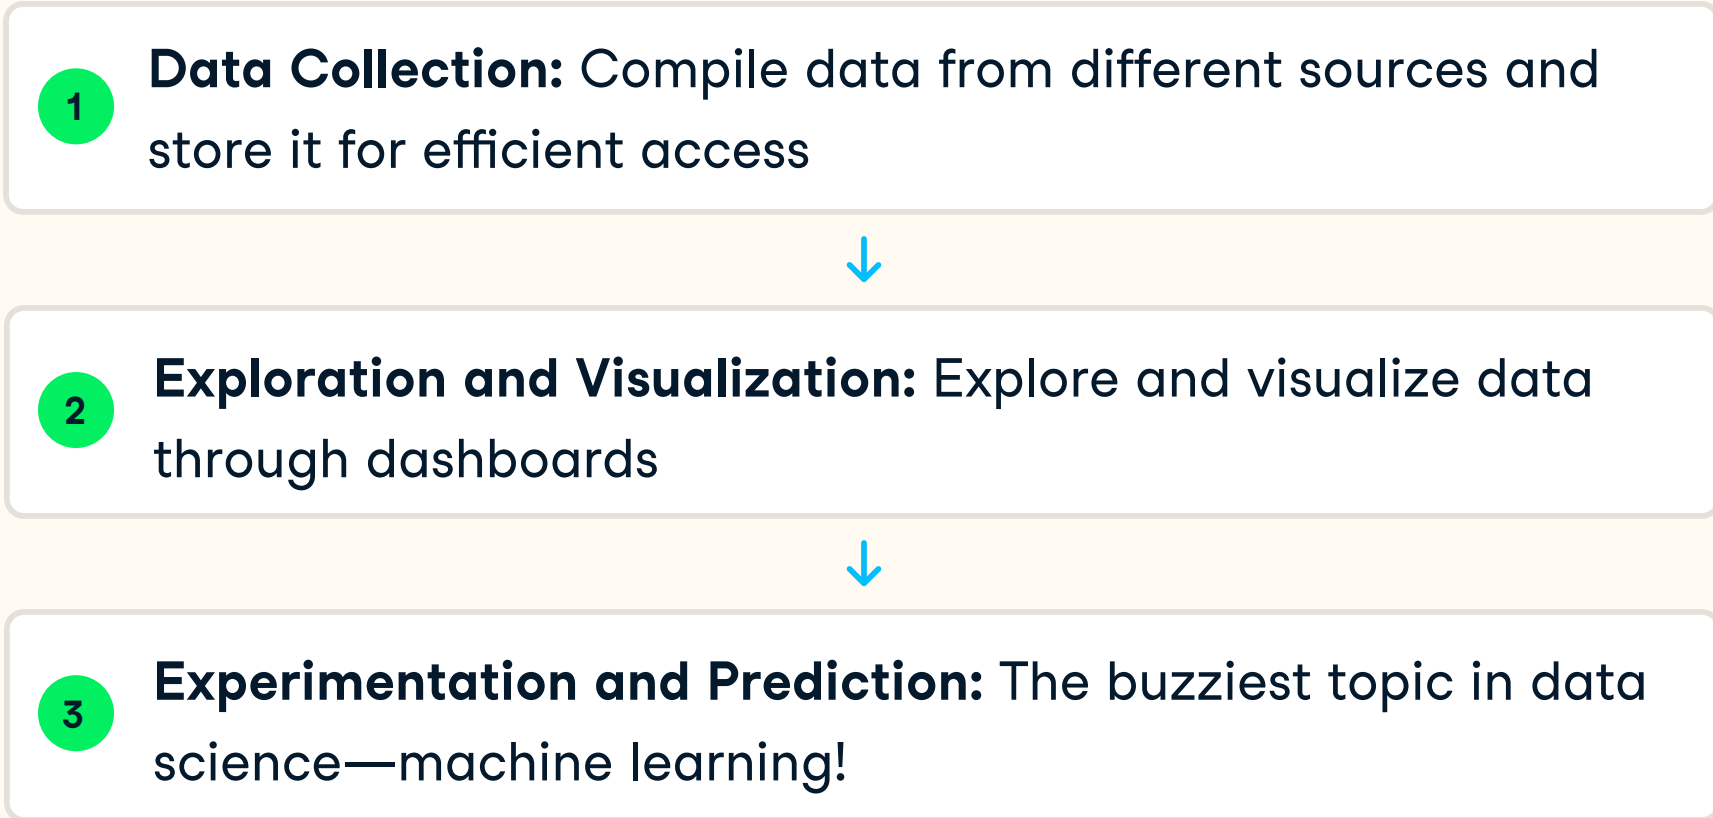 1
Data Collection: Compile data from different sources and
store it for efficient access
2
Exploration and Visualization: Explore and visualize data
through dashboards
3
Experimentation and Prediction: The buzziest topic in data
science—machine learning!